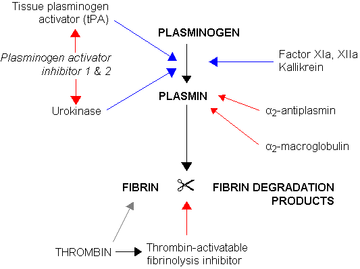 Tissue plasminogen
activator (tPA)
PLASMINOGEN
Factor XIa, XIIa
Kallikrein
Plasminogen activator
inhibitor 1 & 2
Urokinase
PLASMIN
α2-antiplasmin
α2-macroglobulin
FIBRIN
FIBRIN DEGRADATION
PRODUCTS
THROMBIN
Thrombin-activatable
fibrinolysis inhibitor